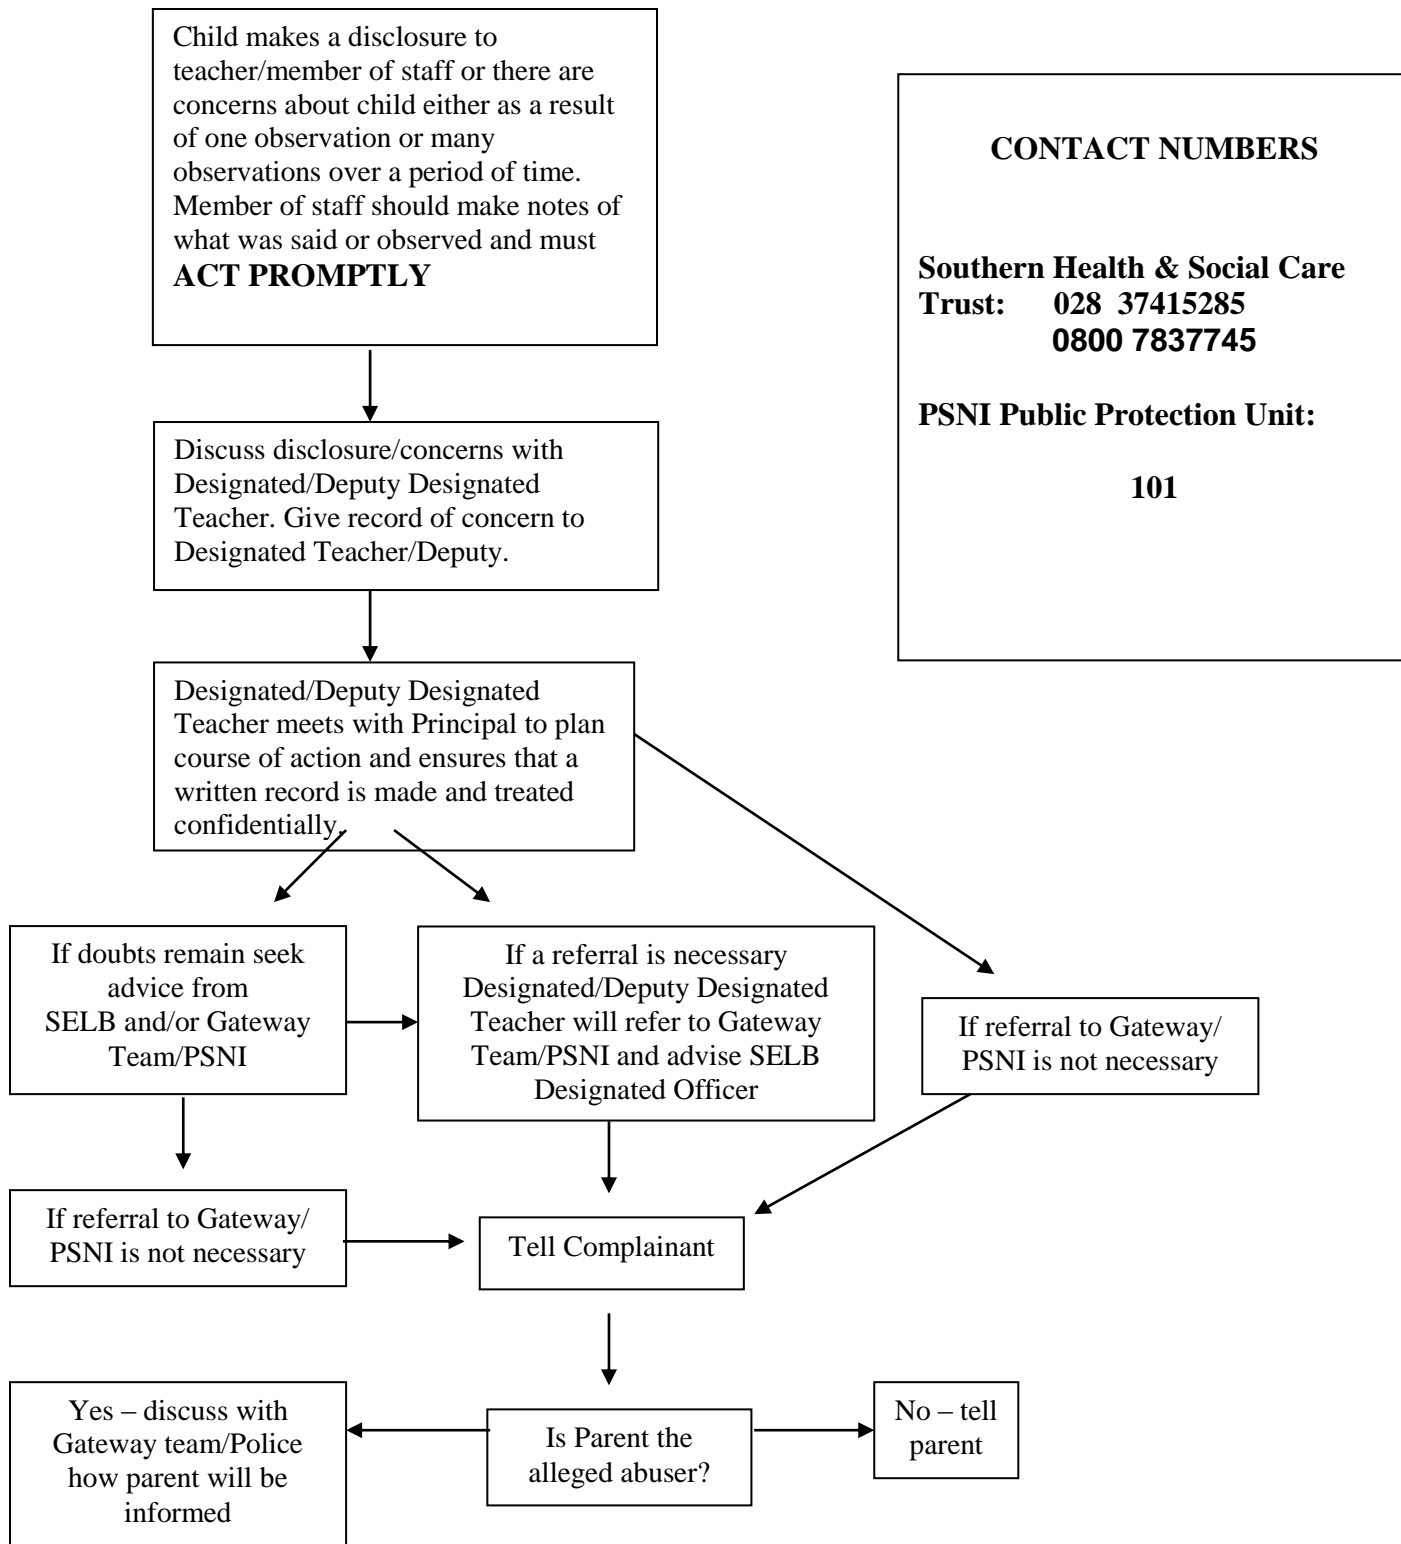 Child makes a disclosure to
teacher/member of staff or there are
concerns about child either as a result
of one observation or many
observations over a period of time.
Member of staff should make notes of
what was said or observed and must
ACT PROMPTLY
CONTACT NUMBERS
Southern Health & Social Care
Trust: 028 37415285
0800 7837745
PSNI Public Protection Unit:
101
Discuss disclosure/concerns with
Designated/Deputy Designated
Teacher. Give record of concern to
Designated Teacher/Deputy.
Designated/Deputy Designated
Teacher meets with Principal to plan
course of action and ensures that a
written record is made and treated
confidentially.
If doubts remain seek
advice from
SELB and/or Gateway
Team/PSNI
If a referral is necessary
Designated/Deputy Designated
Teacher will refer to Gateway
Team/PSNI and advise SELB
Designated Officer
If referral to Gateway/
PSNI is not necessary
If referral to Gateway/
PSNI is not necessary
Tell Complainant
Yes – discuss with
Gateway team/Police
how parent will be
informed
Is Parent the
alleged abuser?
No – tell
parent